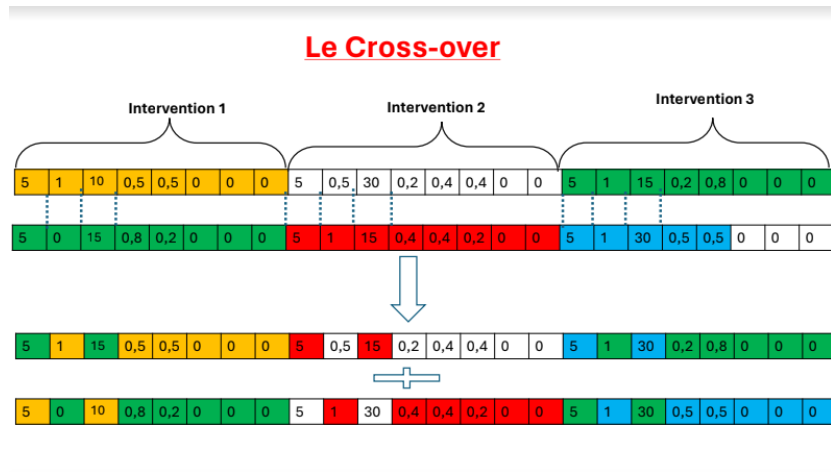 Le Cross-over
Intervention 1 Intervention 2 Intervention 3
5 1 10 0,5 0,5 0 0 0 5 0,5 30 0,2 0,4 0,4 0 0 5 1 15 0,2 0,8 0 0 0
5 0 15 0,8 0,2 0 0 0 5 1 15 0,4 0,4 0,2 0 0 5 1 30 0,5 0,5 0 0 0
5 1 15 0,5 0,5 0 0 0 5 0,5 15 0,2 0,4 0,4 0 0 5 1 30 0,2 0,8 0 0 0
5 0 10 0,8 0,2 0 0 0 5 1 30 0,4 0,4 0,2 0 0 5 1 30 0,5 0,5 0 0 0